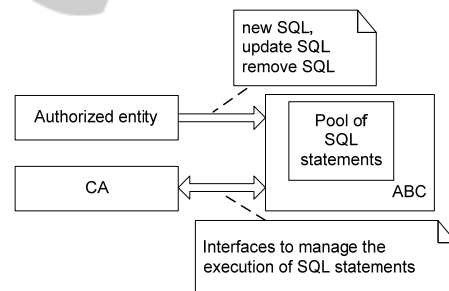 new SQL,
update SQL
remove SQL
Authorized entity
Pool of
SQL
statements
CA
ABC
Interfaces to manage the
execution of SQL statements